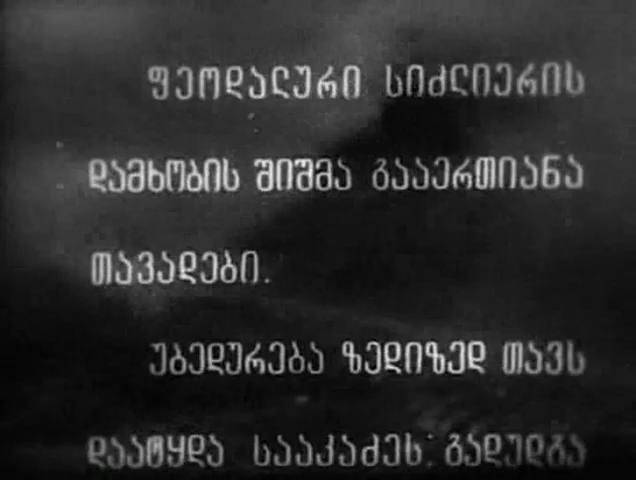 ფეოდალური სიძლიერის
დამხობის შიშმა გააერთიანა
თავადები.
უბედურება ზედიზედ თავს
დაატყდა სააკაძეს: გადუდგა